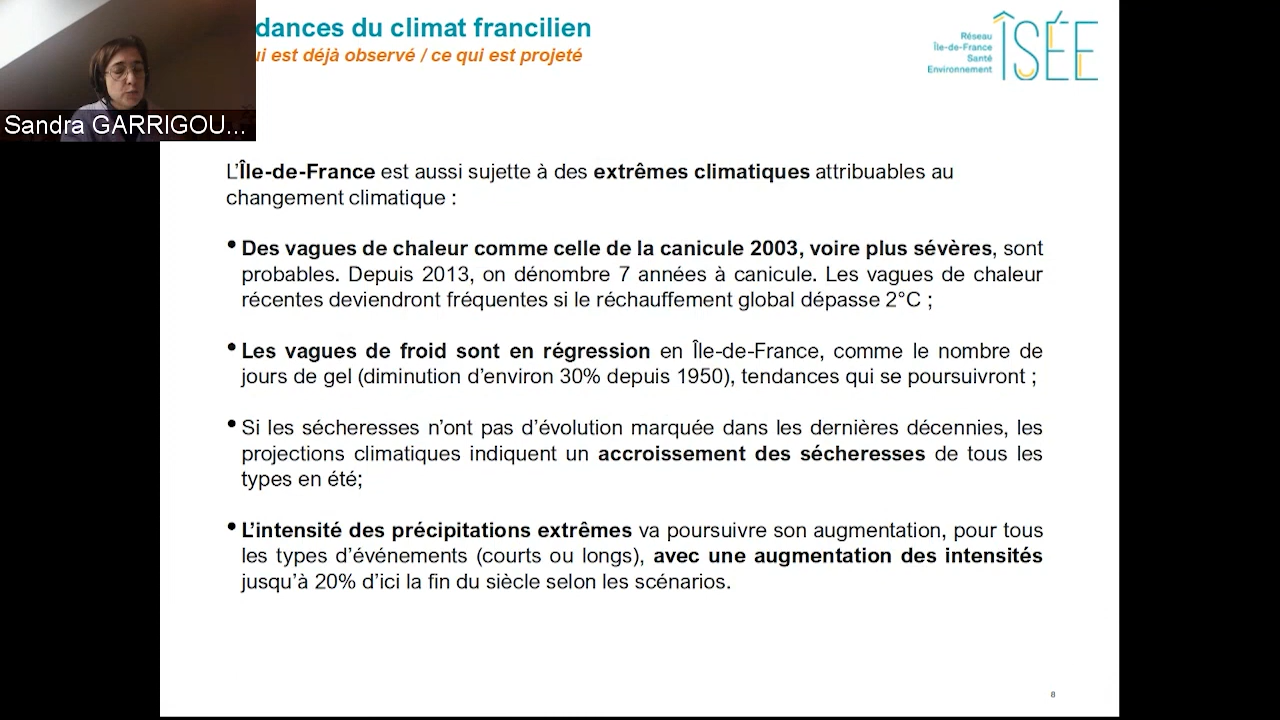 dances du climat francilien
ui est déjà observé / ce qui est projeté
Réseau
Île-de-France
Santé
Environnement
ÎSÉE
Sandra GARRIGOU...
L’Île-de-France est aussi sujette à des extrêmes climatiques attribuables au
changement climatique :
• Des vagues de chaleur comme celle de la canicule 2003, voire plus sévères, sont
probables. Depuis 2013, on dénombre 7 années à canicule. Les vagues de chaleur
récentes deviendront fréquentes si le réchauffement global dépasse 2°C ;
• Les vagues de froid sont en régression en Île-de-France, comme le nombre de
jours de gel (diminution d’environ 30% depuis 1950), tendances qui se poursuivront ;
• Si les sécheresses n’ont pas d’évolution marquée dans les dernières décennies, les
projections climatiques indiquent un accroissement des sécheresses de tous les
types en été;
• L’intensité des précipitations extrêmes va poursuivre son augmentation, pour tous
les types d’événements (courts ou longs), avec une augmentation des intensités
jusqu’à 20% d’ici la fin du siècle selon les scénarios.
8